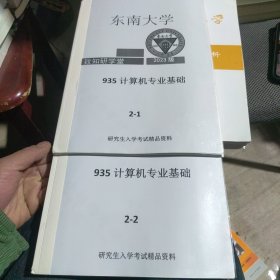 东南大学
致知研学堂
2023版
935 计算机专业基础
2-1
研究生入学考试精品资料
935 计算机专业基础
2-2
研究生入学考试精品资料